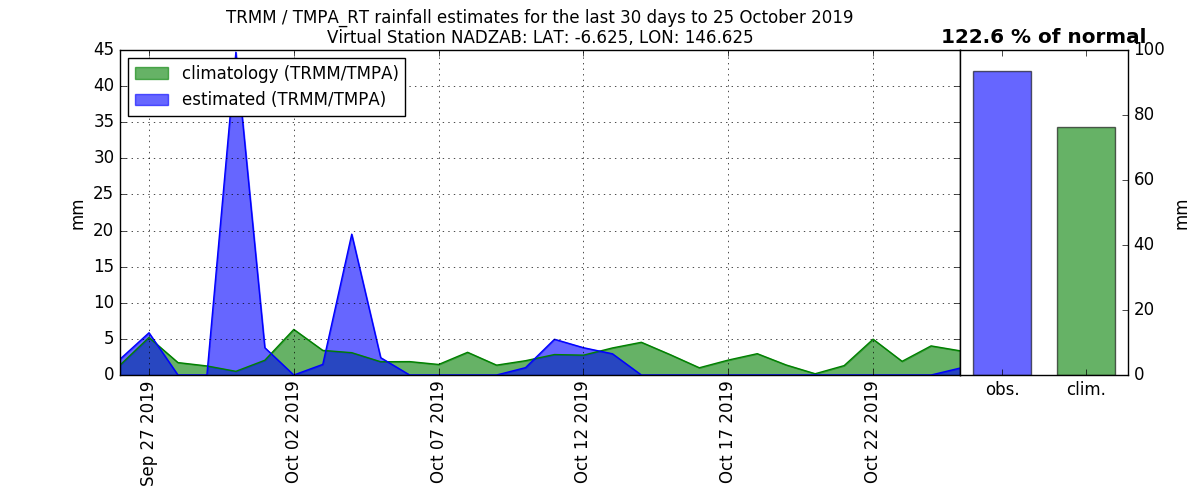 TRMM / TMPA_RT rainfall estimates for the last 30 days to 25 October 2019
Virtual Station NADZAB: LAT: -6.625, LON: 146.625
122.6 % of normal
climatology (TRMM/TMPA)
estimated (TRMM/TMPA)
45
40
35
30
25
20
15
10
5
0
mm
Sep 27 2019
Oct 02 2019
Oct 07 2019
Oct 12 2019
Oct 17 2019
Oct 22 2019
obs.
clim.
100
80
60
40
20
0
mm